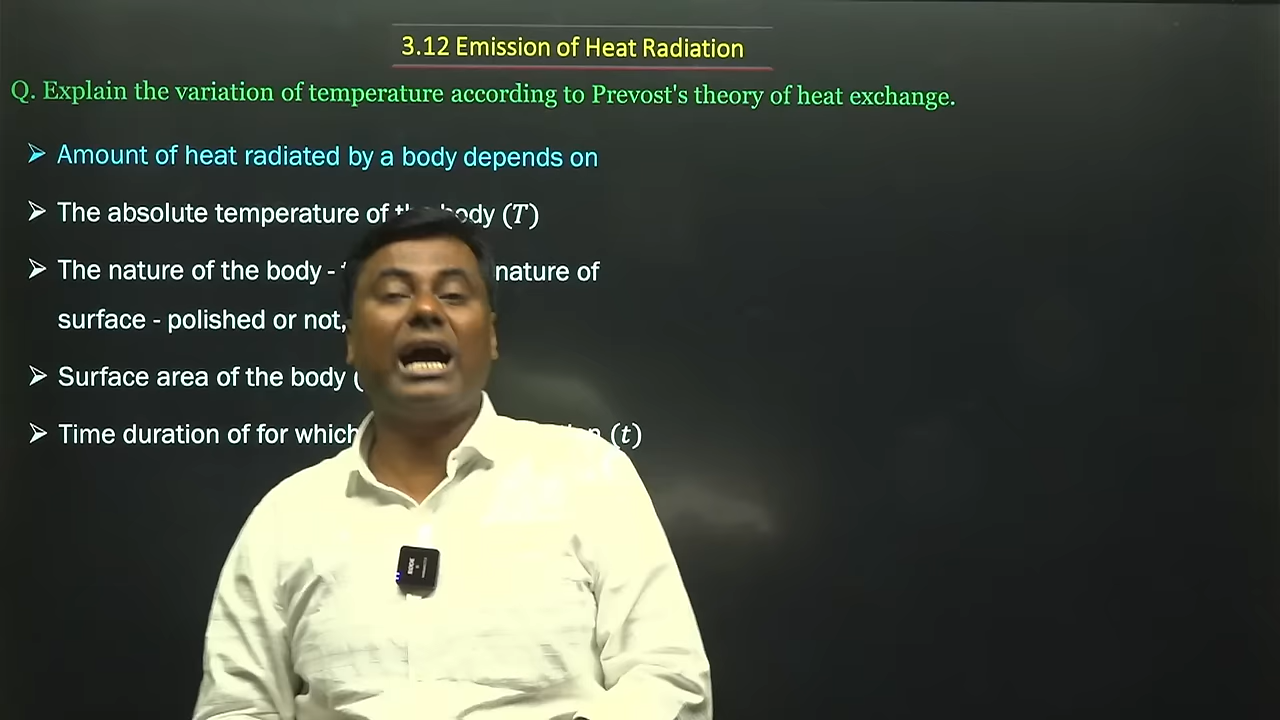 3.12 Emission of Heat Radiation
Q. Explain the variation of temperature according to Prevost's theory of heat exchange.
➤ Amount of heat radiated by a body depends on
➤ The absolute temperature of body (T)
➤ The nature of the body - nature of
surface - polished or not,
➤ Surface area of the body (
➤ Time duration of for which (t)
RODE